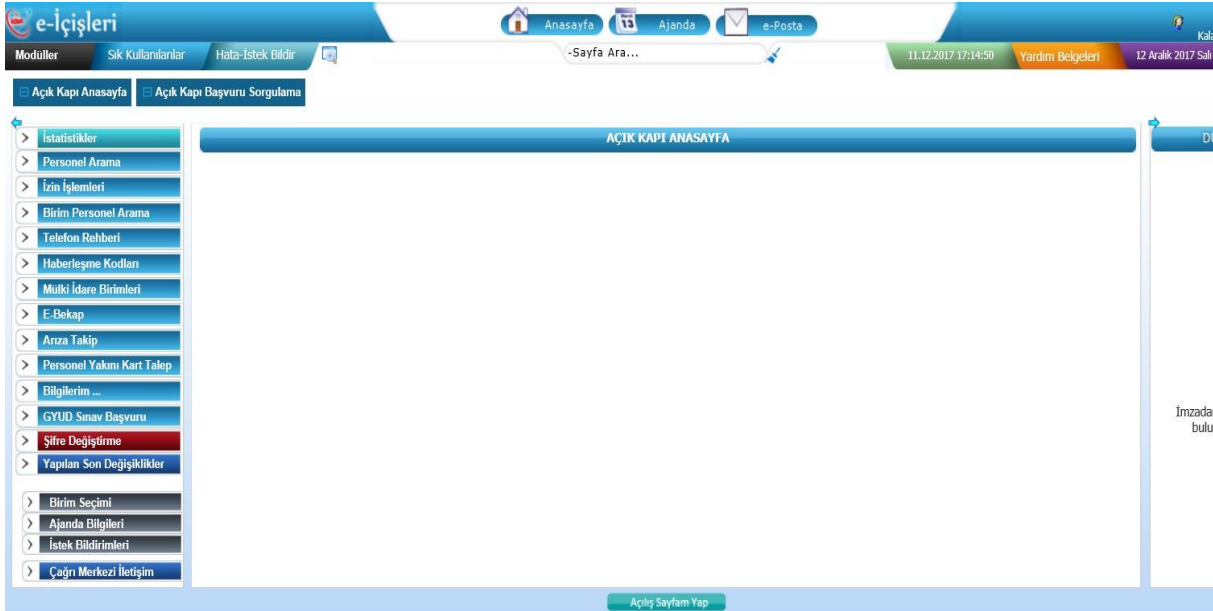 e-İçişleri
Anasayfa
13
Ajanda
e-Posta
Modüller
Sık Kullanılanlar
Hata-İstek Bildir
-Sayfa Ara...
11.12.2017 17:14:50
Yardım Belgeleri
12 Aralık 2017 Salı
Açık Kapı Anasayfa
Açık Kapı Başvuru Sorgulama
AÇIK KAPI ANASAYFA
İstatistikler
Personel Arama
İzin İşlemleri
Birim Personel Arama
Telefon Rehberi
Haberleşme Kodları
Mülki İdare Birimleri
E-Bekap
Arıza Takip
Personel Yakını Kart Talep
Bilgilerim ...
GYUD Sınav Başvuru
Şifre Değiştirme
Yapılan Son Değişiklikler
Birim Seçimi
Ajanda Bilgileri
İstek Bildirimleri
Çağrı Merkezi İletişim
Açılış Sayfam Yap